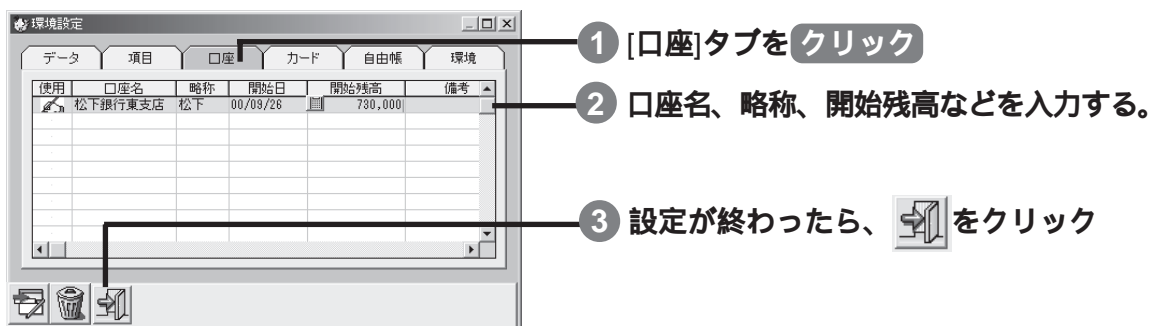 環境設定
データ 項目 口座 カード 自由帳 環境
使用 口座名 略称 開始日 開始残高 備考
松下銀行東支店 松下 00/09/26 730,000
1 [口座]タブをクリック
2 口座名、略称、開始残高などを入力する。
3 設定が終わったら、 をクリック